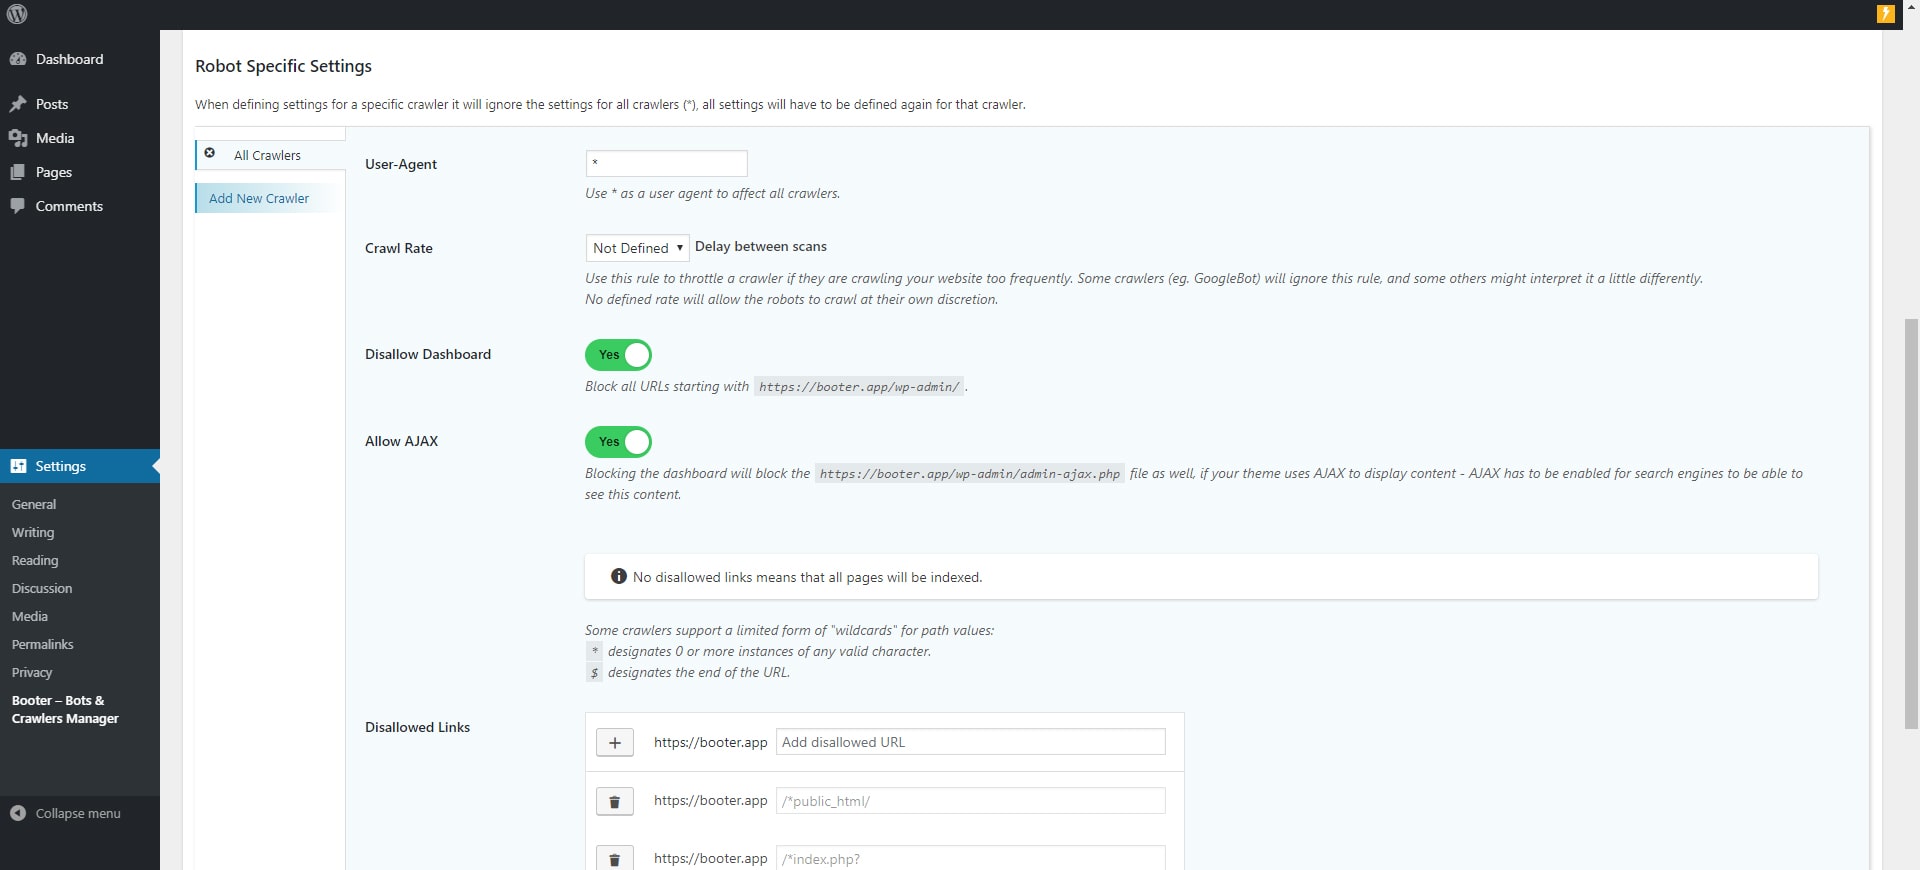 Dashboard
Posts
Media
Pages
Comments
Settings
General
Writing
Reading
Discussion
Media
Permalinks
Privacy
Booter – Bots &
Crawlers Manager
Collapse menu
Robot Specific Settings
When defining settings for a specific crawler it will ignore the settings for all crawlers (*), all settings will have to be defined again for that crawler.
All Crawlers
Add New Crawler
User-Agent
*
Use * as a user agent to affect all crawlers.
Crawl Rate
Not Defined Delay between scans
Use this rule to throttle a crawler if they are crawling your website too frequently. Some crawlers (eg. GoogleBot) will ignore this rule, and some others might interpret it a little differently.
No defined rate will allow the robots to crawl at their own discretion.
Disallow Dashboard
Yes
Block all URLs starting with https://booter.app/wp-admin/ .
Allow AJAX
Yes
Blocking the dashboard will block the https://booter.app/wp-admin/admin-ajax.php file as well, if your theme uses AJAX to display content - AJAX has to be enabled for search engines to be able to
see this content.
No disallowed links means that all pages will be indexed.
Some crawlers support a limited form of "wildcards" for path values:
* designates 0 or more instances of any valid character.
$ designates the end of the URL.
Disallowed Links
+ https://booter.app Add disallowed URL
https://booter.app /*public_html/
https://booter.app /*index.php?